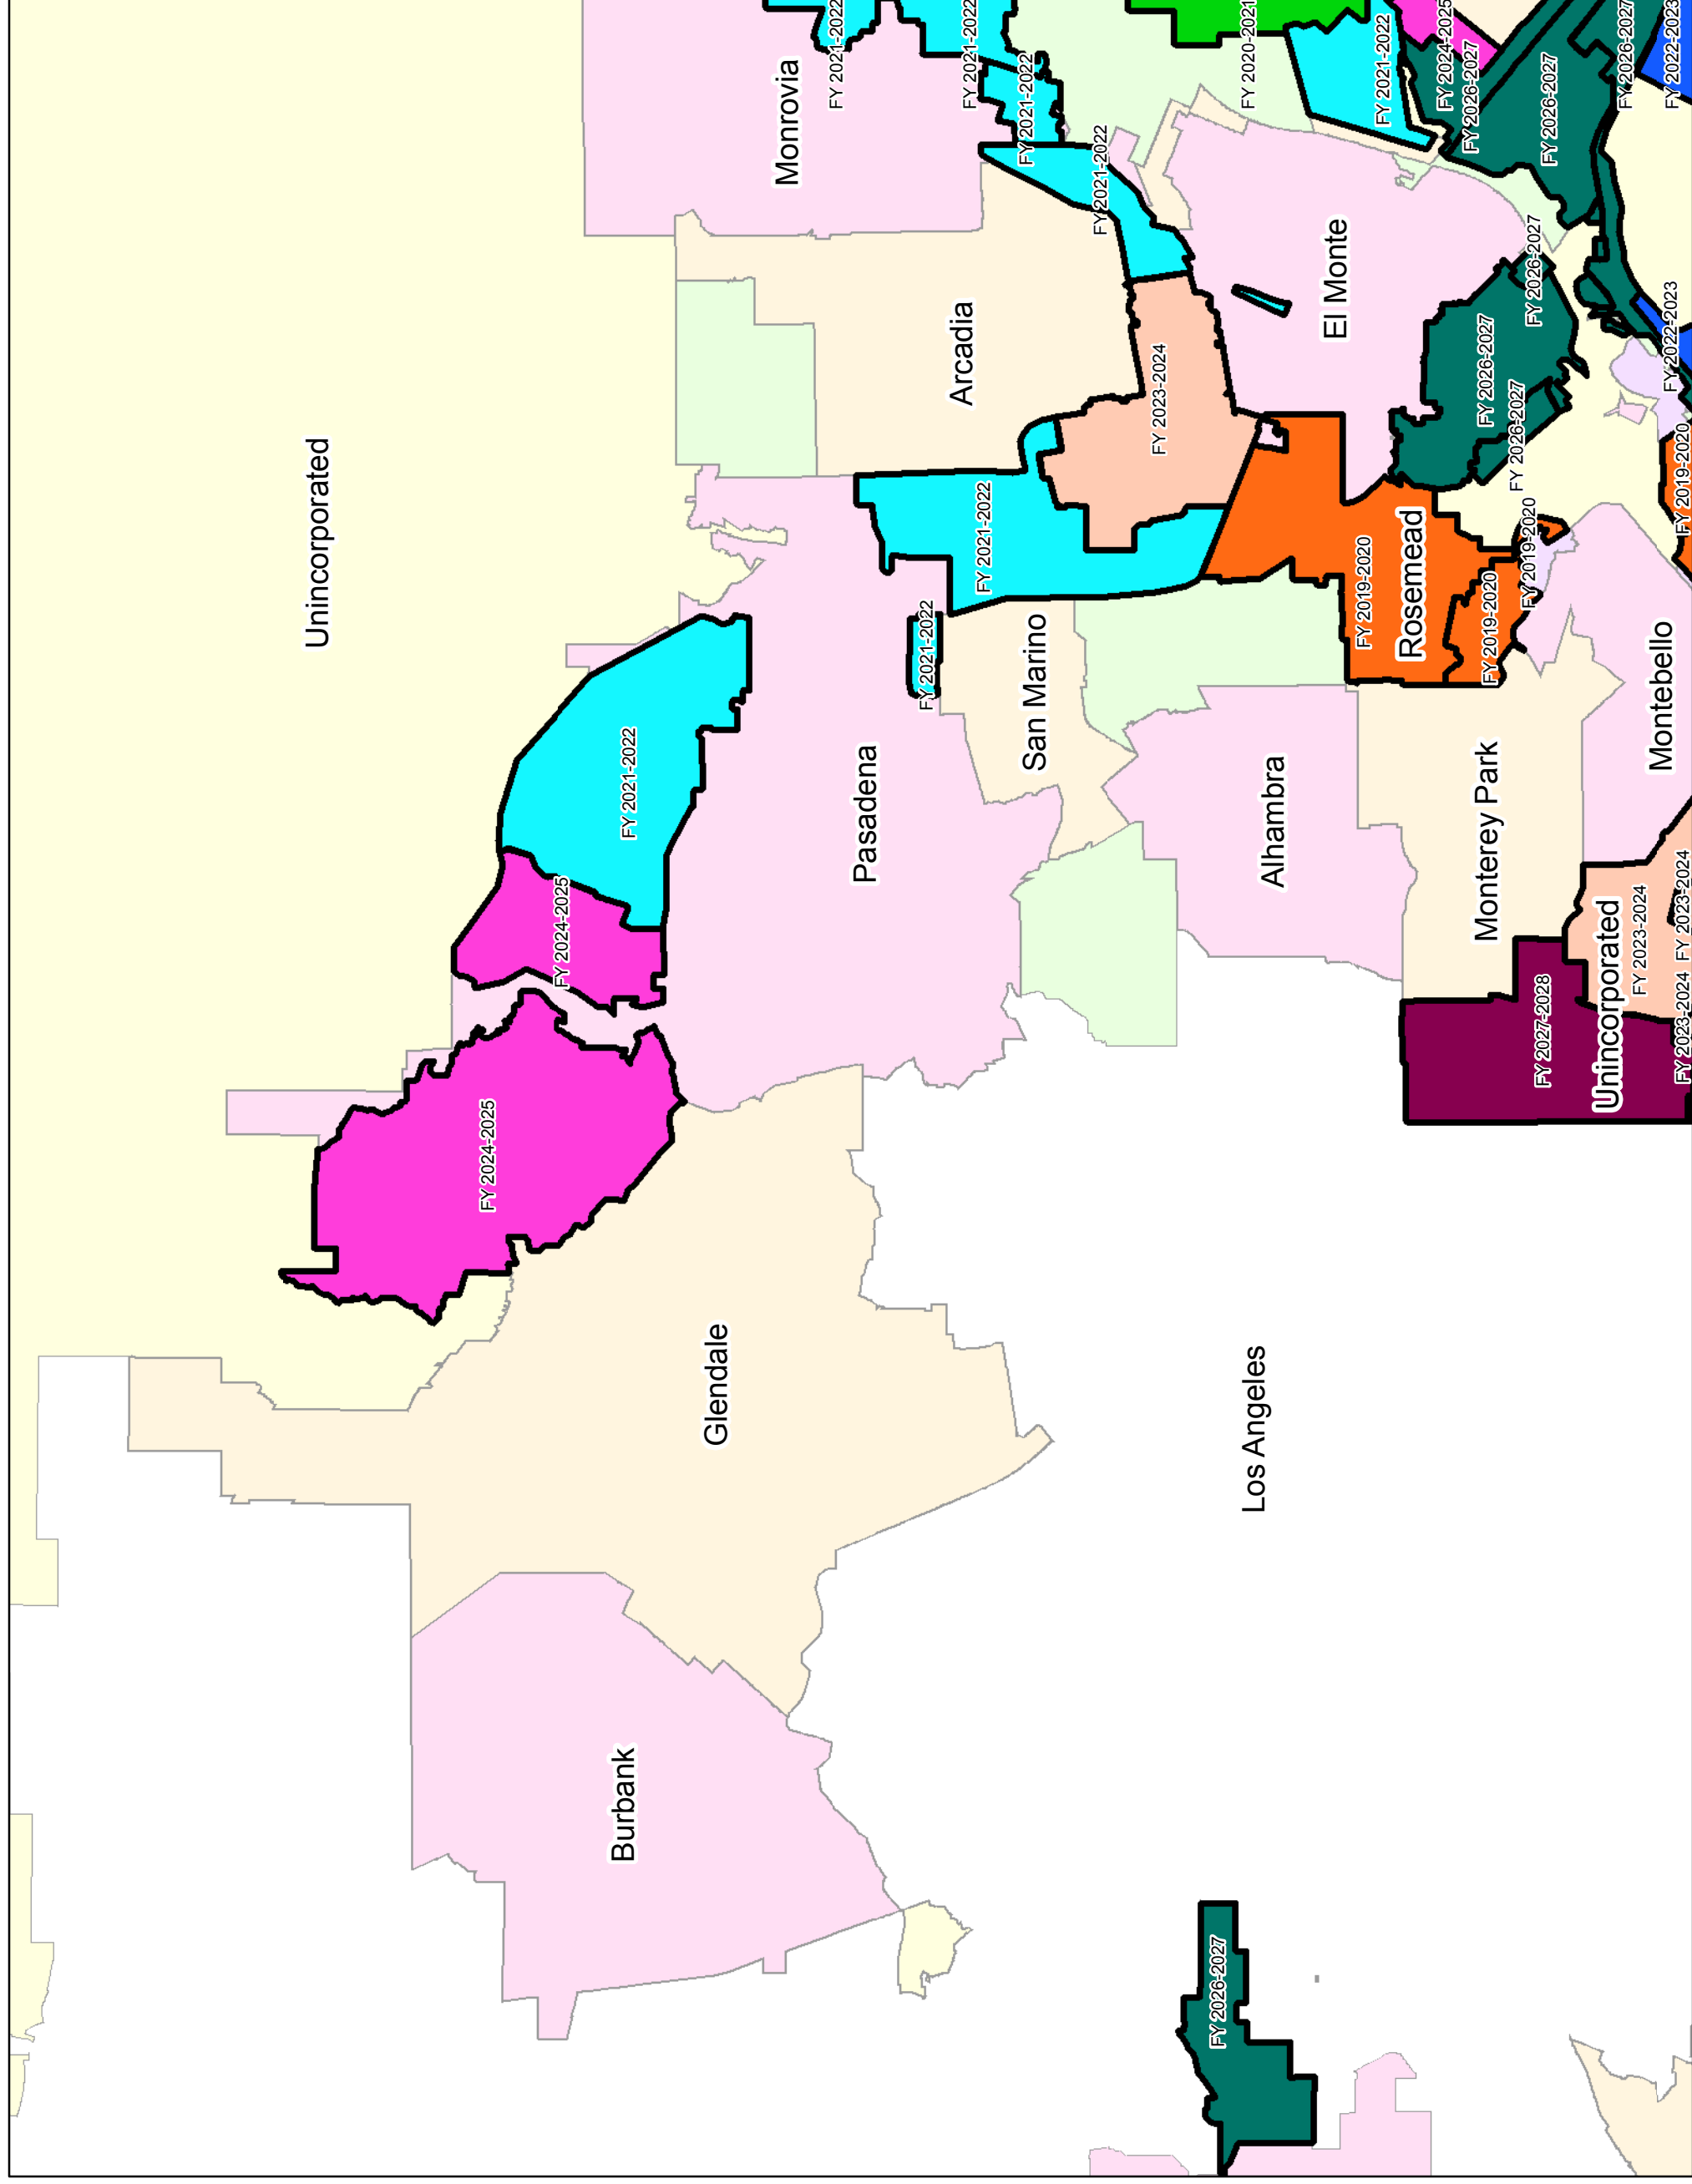 Unincorporated
FY 2024-2025
FY 2024-2025
Burbank
FY 2021-2022
Glendale
Monrovia
FY 2021-2022
Pasadena
FY 2021-2022
Arcadia
FY 2021-2022
FY 2021-2022
FY 2021-2022
San Marino
FY 2021-2022
FY 2023-2024
FY 2026-2027
FY 2020-2021
Los Angeles
Alhambra
El Monte
FY 2019-2020
FY 2021-2022
Rosemead
FY 2024-2025
FY 2026-2027
Monterey Park
FY 2026-2027
FY 2019-2020
FY 2026-2027
FY 2019-2020
FY 2026-2027
FY 2027-2028
FY 2026-2027
Unincorporated
FY 2026-2027
FY 2023-2024
Montebello
FY 2022-2023
FY 2022-2023
FY 2023-2024
FY 2023-2024
FY 2019-2020